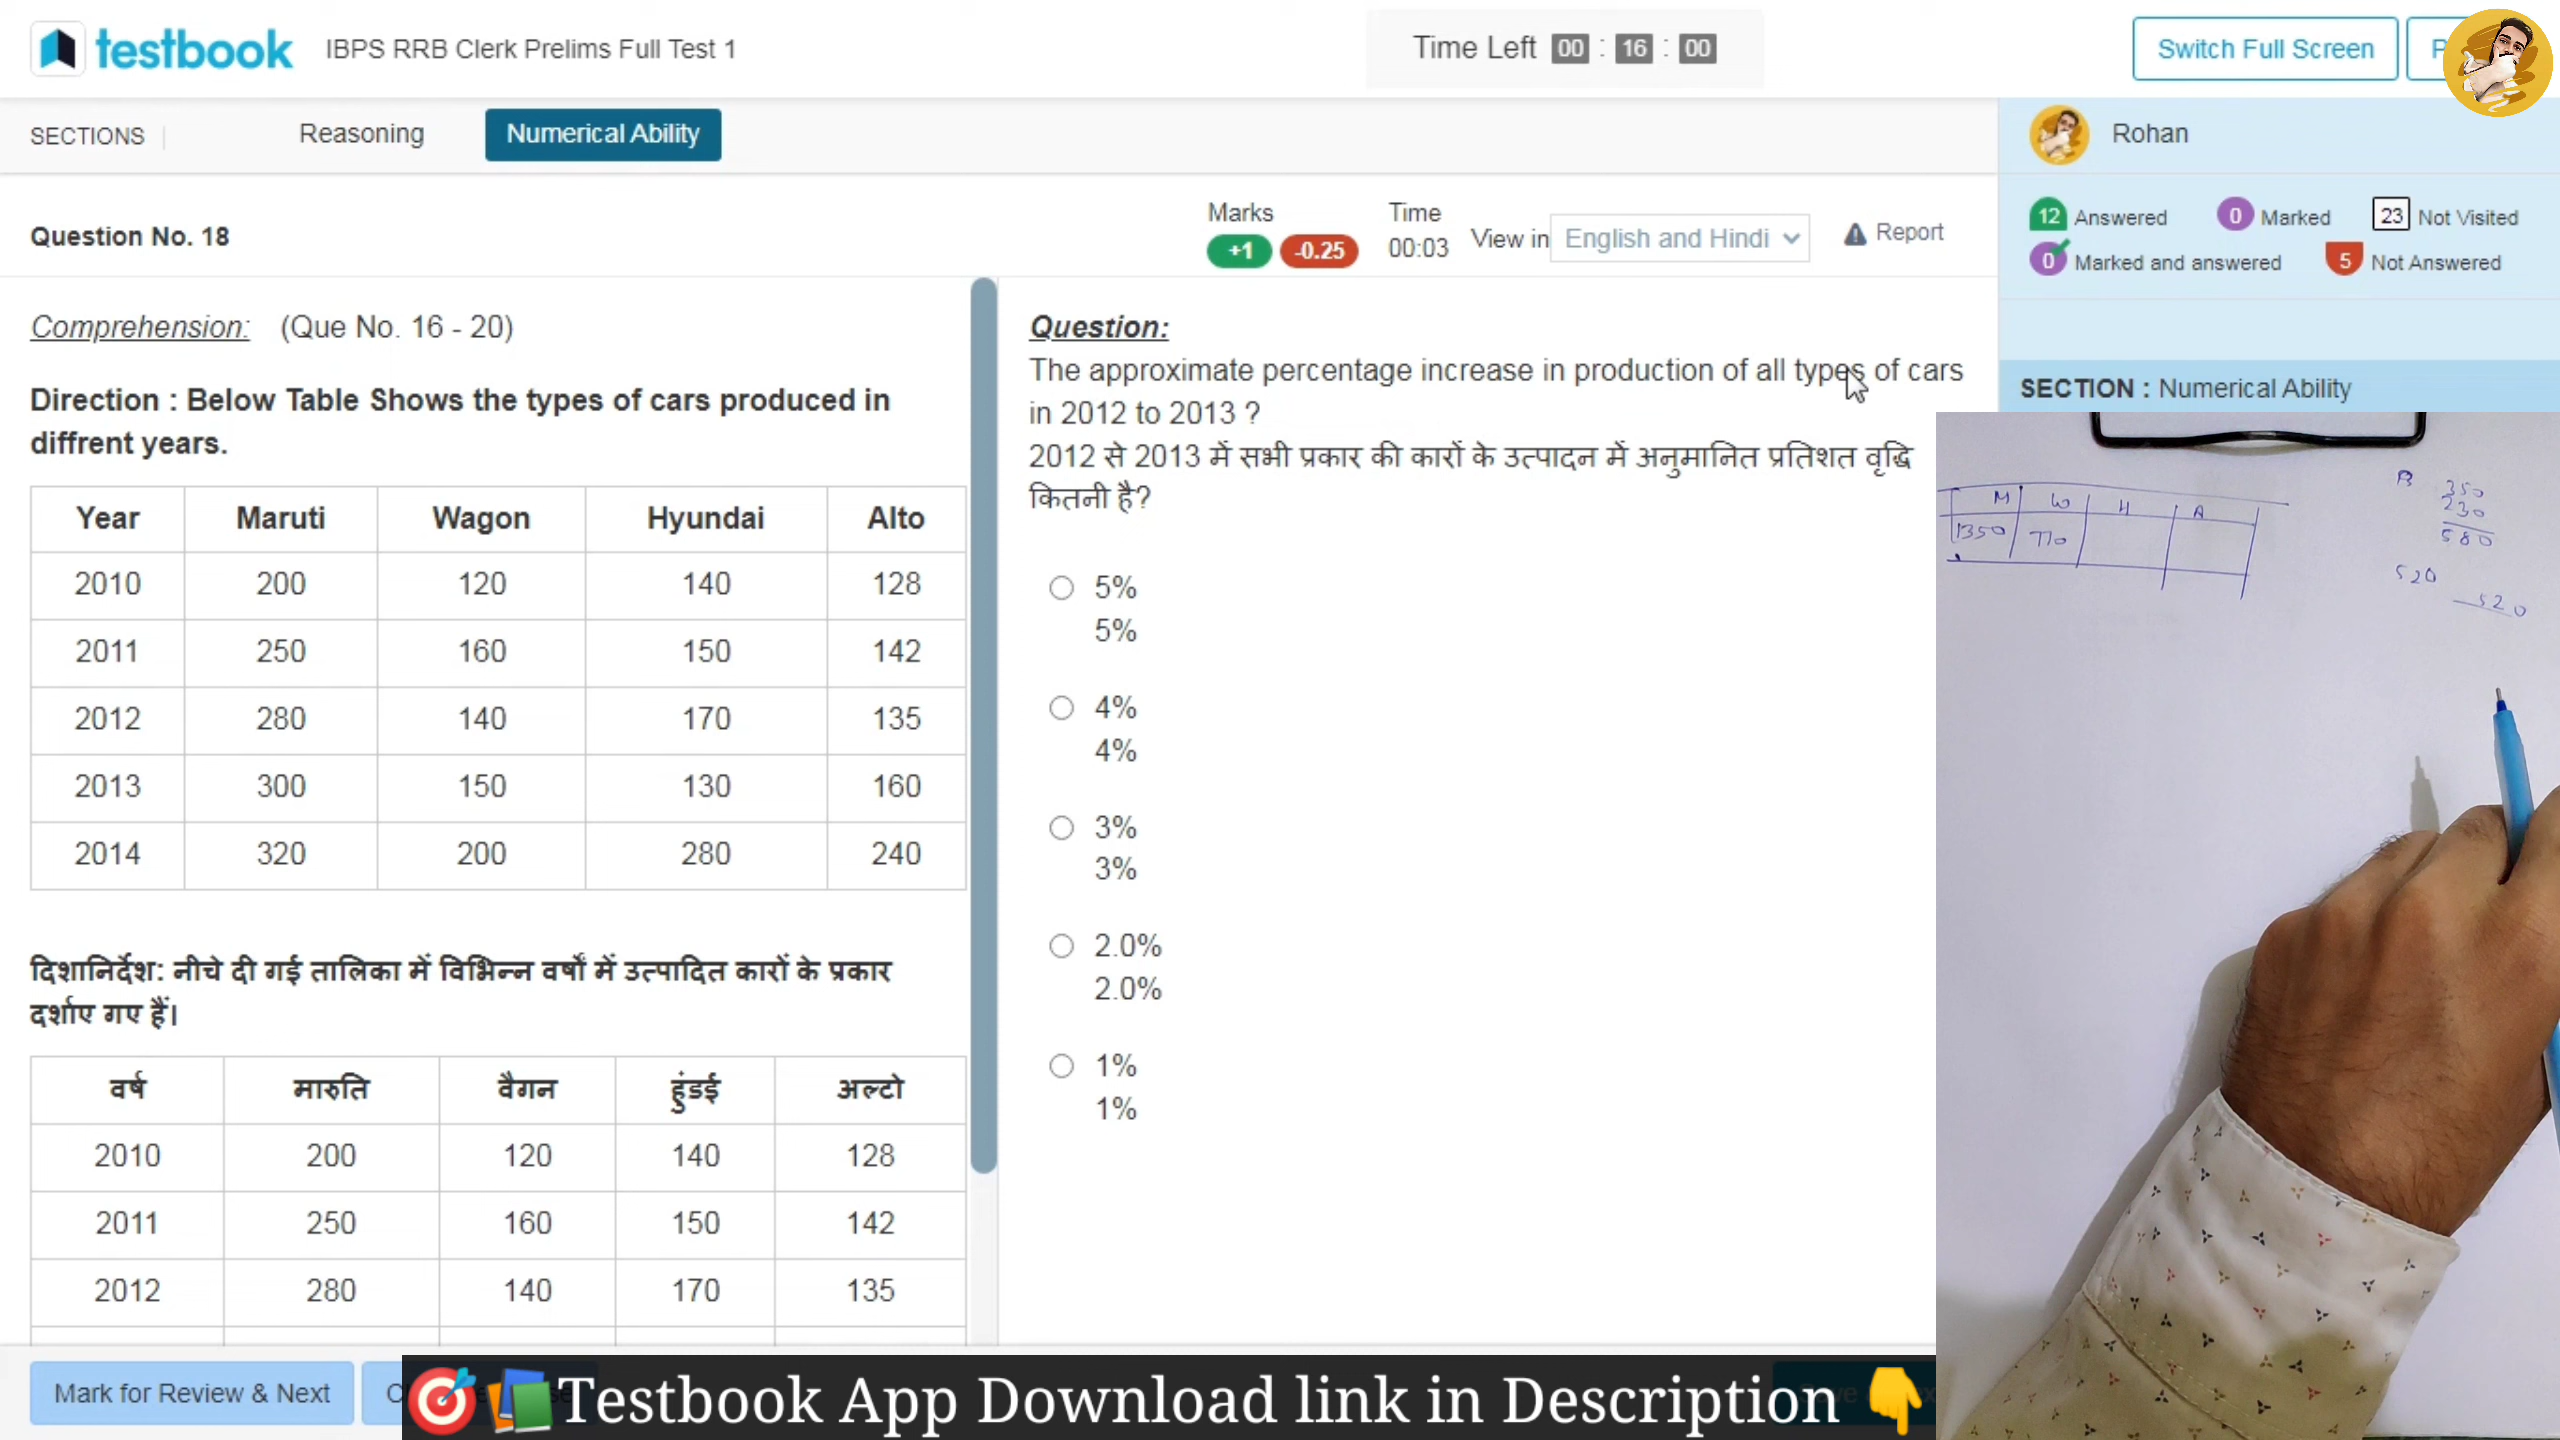 testbook IBPS RRB Clerk Prelims Full Test 1
Time Left 00 : 16 : 00
Switch Full Screen
SECTIONS Reasoning Numerical Ability
Rohan
12 Answered 0 Marked 23 Not Visited
0 Marked and answered 5 Not Answered
SECTION : Numerical Ability
Question No. 18
Marks +1 -0.25
Time 00:03
View in English and Hindi
Report
Comprehension: (Que No. 16 - 20)
Direction : Below Table Shows the types of cars produced in
diffrent years.
Year Maruti Wagon Hyundai Alto
2010 200 120 140 128
2011 250 160 150 142
2012 280 140 170 135
2013 300 150 130 160
2014 320 200 280 240
दिशानिर्देश: नीचे दी गई तालिका में विभिन्न वर्षों में उत्पादित कारों के प्रकार
दर्शाए गए हैं।
वर्ष मारुति वैगन हुंडई अल्टो
2010 200 120 140 128
2011 250 160 150 142
2012 280 140 170 135
Question:
The approximate percentage increase in production of all types of cars
in 2012 to 2013 ?
2012 से 2013 में सभी प्रकार की कारों के उत्पादन में अनुमानित प्रतिशत वृद्धि
कितनी है?
5%
5%
4%
4%
3%
3%
2.0%
2.0%
1%
1%
M W H A
1350 770
350
230
580
520
520
Mark for Review & Next
Testbook App Download link in Description